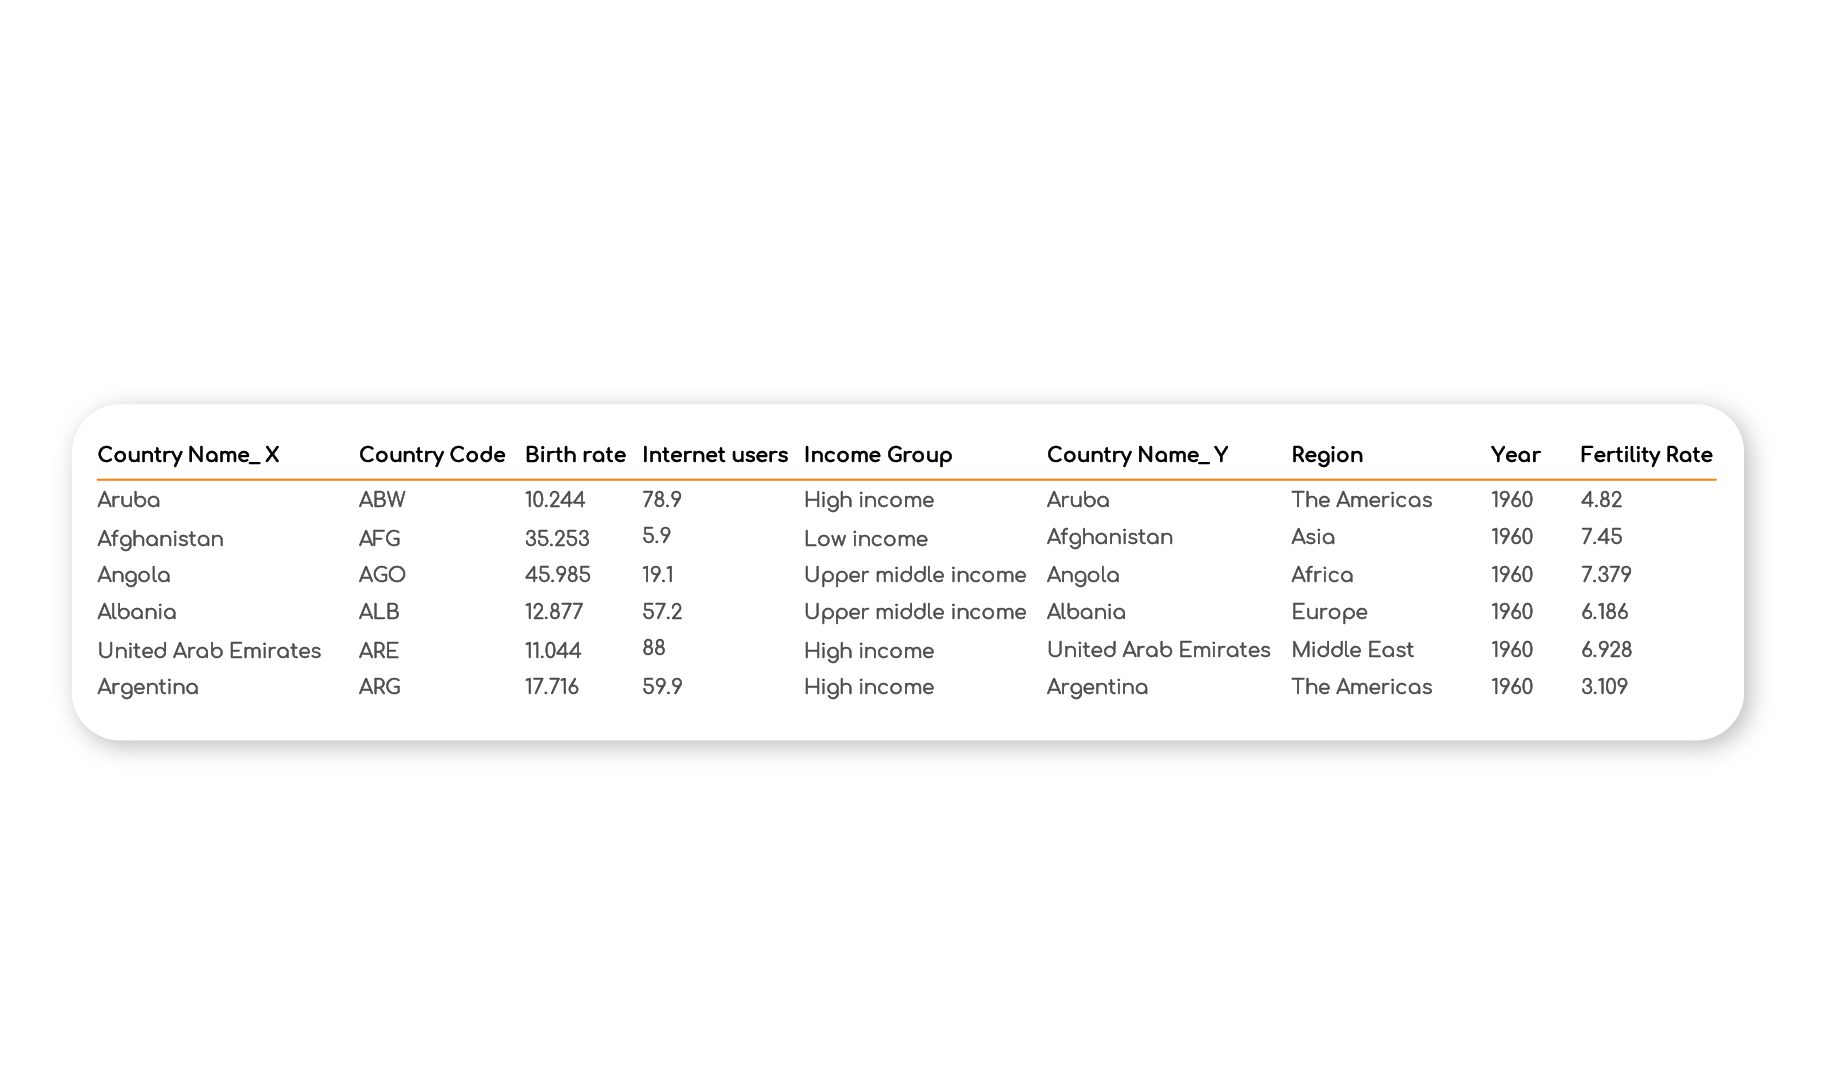 Country Name_ X Country Code Birth rate Internet users Income Group Country Name_ Y Region Year Fertility Rate
Aruba ABW 10.244 78.9 High income Aruba The Americas 1960 4.82
Afghanistan AFG 35.253 5.9 Low income Afghanistan Asia 1960 7.45
Angola AGO 45.985 19.1 Upper middle income Angola Africa 1960 7.379
Albania ALB 12.877 57.2 Upper middle income Albania Europe 1960 6.186
United Arab Emirates ARE 11.044 88 High income United Arab Emirates Middle East 1960 6.928
Argentina ARG 17.716 59.9 High income Argentina The Americas 1960 3.109